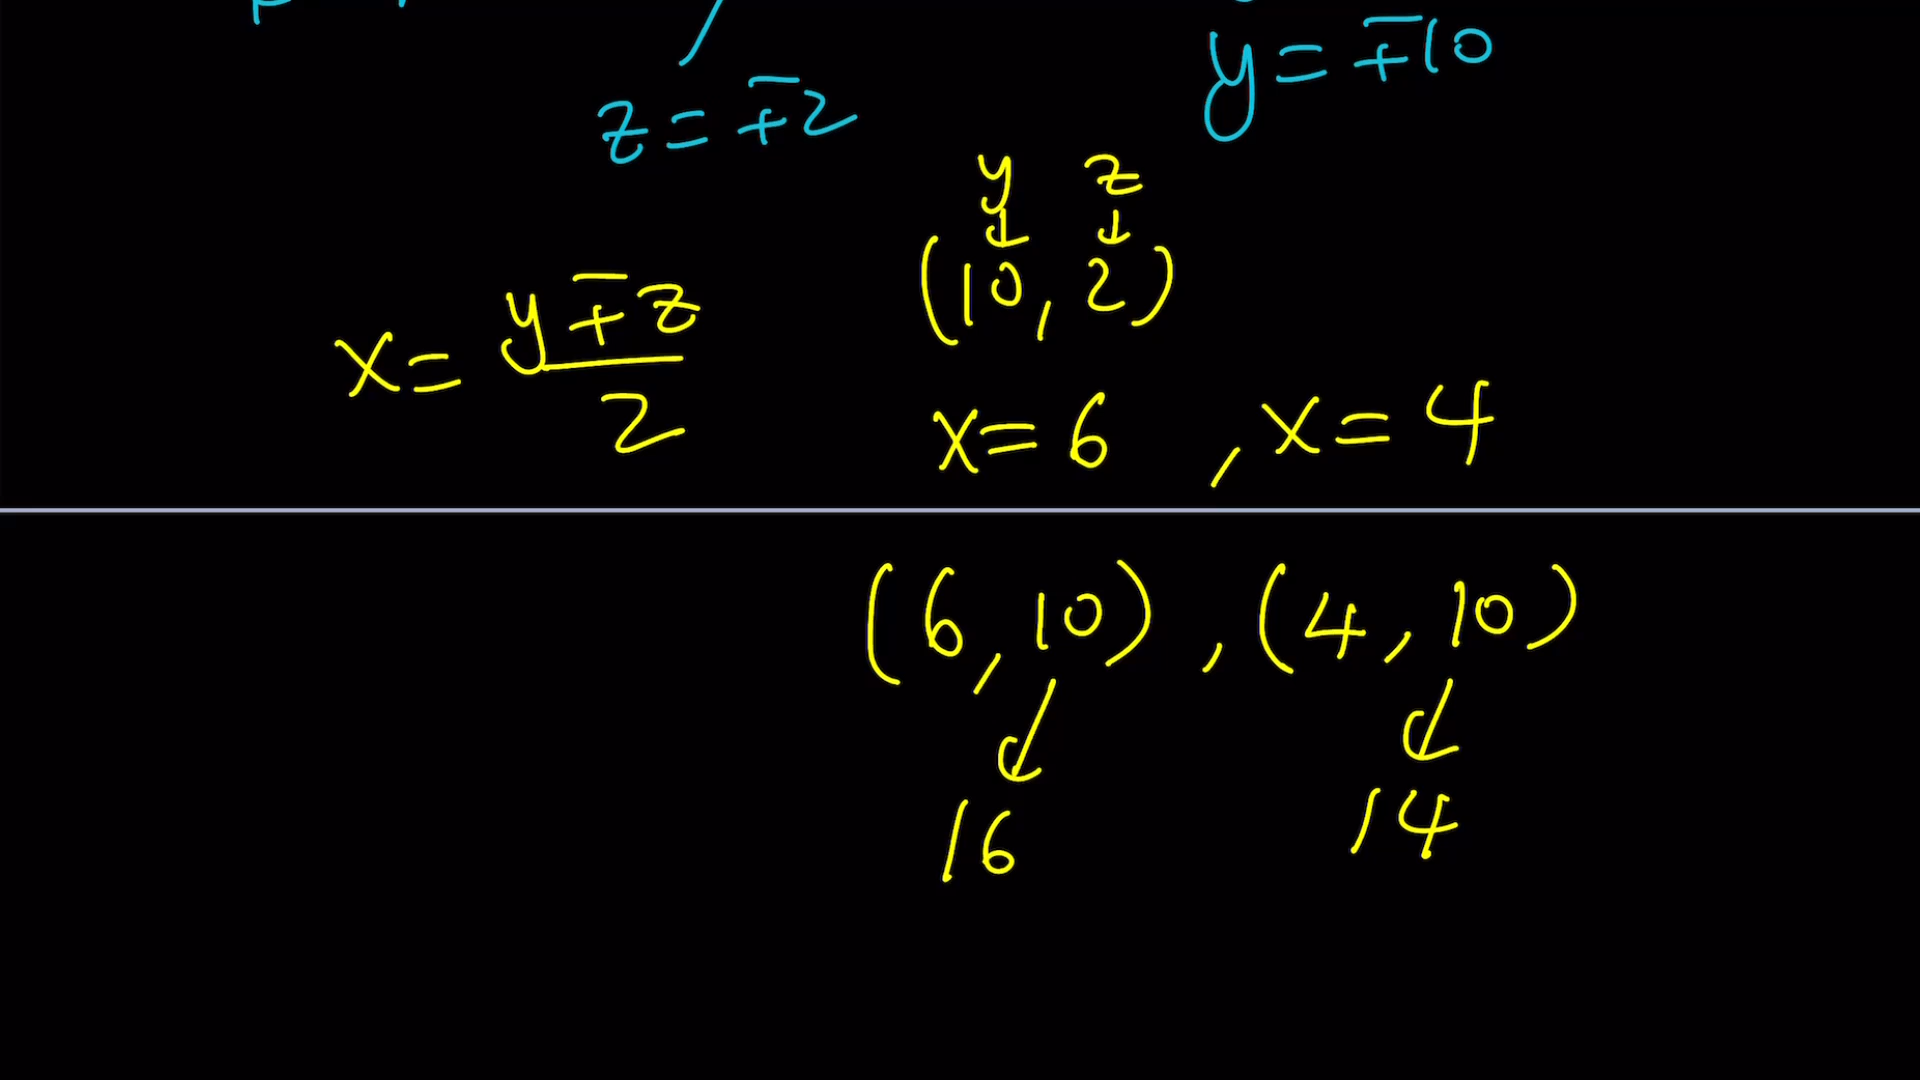 y = ∓10
z = ∓2
y z
↓ ↓
(10, 2)
x = (y ∓ z)/2
x = 6 , x = 4
(6, 10) , (4, 10)
↓ ↓
16 14